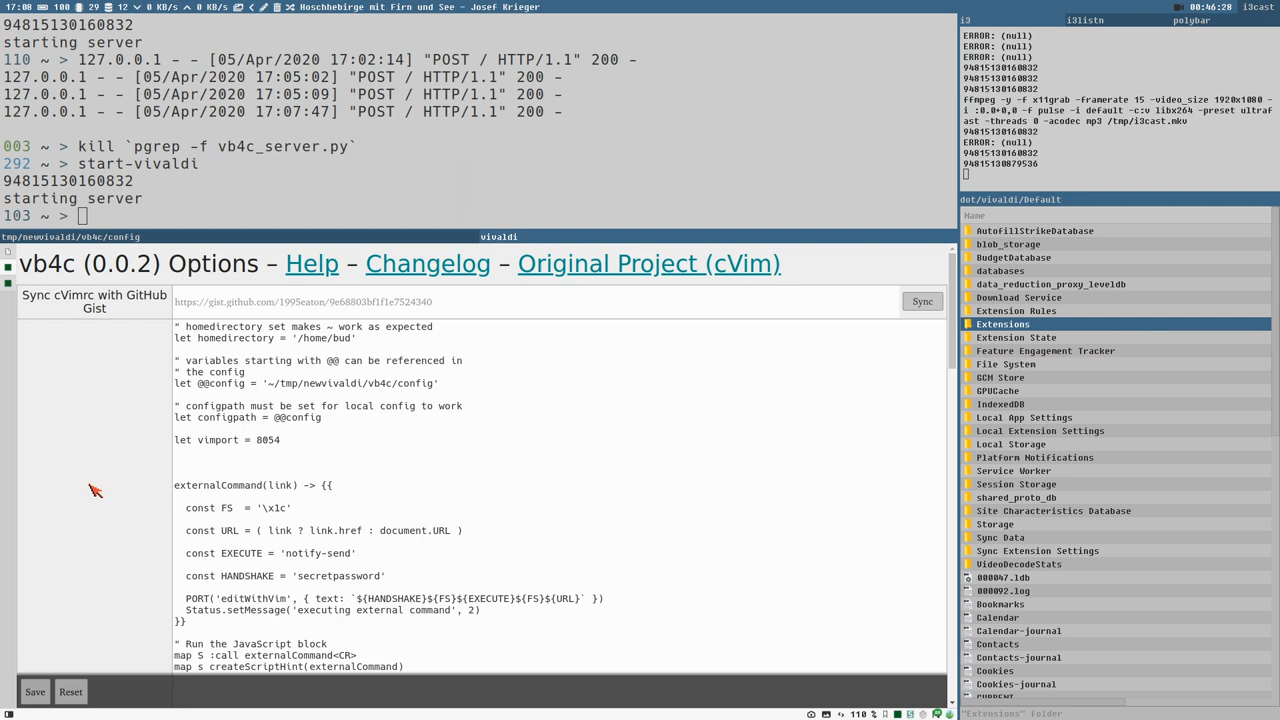 17:08 100 29 12 0 KB/s 0 KB/s Hoschhebirge mit Firn und See - Josef Krieger 00:46:28 i3cast
94815130160832
starting server
110 ~ > 127.0.0.1 - - [05/Apr/2020 17:02:14] "POST / HTTP/1.1" 200 -
127.0.0.1 - - [05/Apr/2020 17:05:02] "POST / HTTP/1.1" 200 -
127.0.0.1 - - [05/Apr/2020 17:05:09] "POST / HTTP/1.1" 200 -
127.0.0.1 - - [05/Apr/2020 17:07:47] "POST / HTTP/1.1" 200 -
003 ~ > kill `pgrep -f vb4c_server.py`
292 ~ > start-vivaldi
94815130160832
starting server
103 ~ >
tmp/newvivaldi/vb4c/config vivaldi
vb4c (0.0.2) Options – Help – Changelog – Original Project (cVim)
Sync cVimrc with GitHub Gist
https://gist.github.com/1995eaton/9e68803bf1f1e7524340
Sync
" homedirectory set makes ~ work as expected
let homedirectory = '/home/bud'
" variables starting with @@ can be referenced in
" the config
let @@config = '~/tmp/newvivaldi/vb4c/config'
" configpath must be set for local config to work
let configpath = @@config
let vimport = 8054
externalCommand(link) -> {{
const FS = '\x1c'
const URL = ( link ? link.href : document.URL )
const EXECUTE = 'notify-send'
const HANDSHAKE = 'secretpassword'
PORT('editWithVim', { text: `${HANDSHAKE}${FS}${EXECUTE}${FS}${URL}` })
Status.setMessage('executing external command', 2)
}}
" Run the JavaScript block
map S :call externalCommand<CR>
map s createScriptHint(externalCommand)
Save Reset
110 %
i3 i3listn polybar
ERROR: (null)
ERROR: (null)
ERROR: (null)
94815130160832
94815130160832
94815130160832
ffmpeg -y -f x11grab -framerate 15 -video_size 1920x1080 -
i :0.0+0,0 -f pulse -i default -c:v libx264 -preset ultraf
ast -threads 0 -acodec mp3 /tmp/i3cast.mkv
94815130160832
ERROR: (null)
94815130160832
94815130879536
dot/vivaldi/Default
Name
AutofillStrikeDatabase
blob_storage
BudgetDatabase
databases
data_reduction_proxy_leveldb
Download Service
Extension Rules
Extensions
Extension State
Feature Engagement Tracker
File System
GCM Store
GPUCache
IndexedDB
Local App Settings
Local Extension Settings
Local Storage
Platform Notifications
Service Worker
Session Storage
shared_proto_db
Site Characteristics Database
Storage
Sync Data
Sync Extension Settings
VideoDecodeStats
000047.ldb
000092.log
Bookmarks
Calendar
Calendar-journal
Contacts
Contacts-journal
Cookies
Cookies-journal
CURRENT
"Extensions" folder